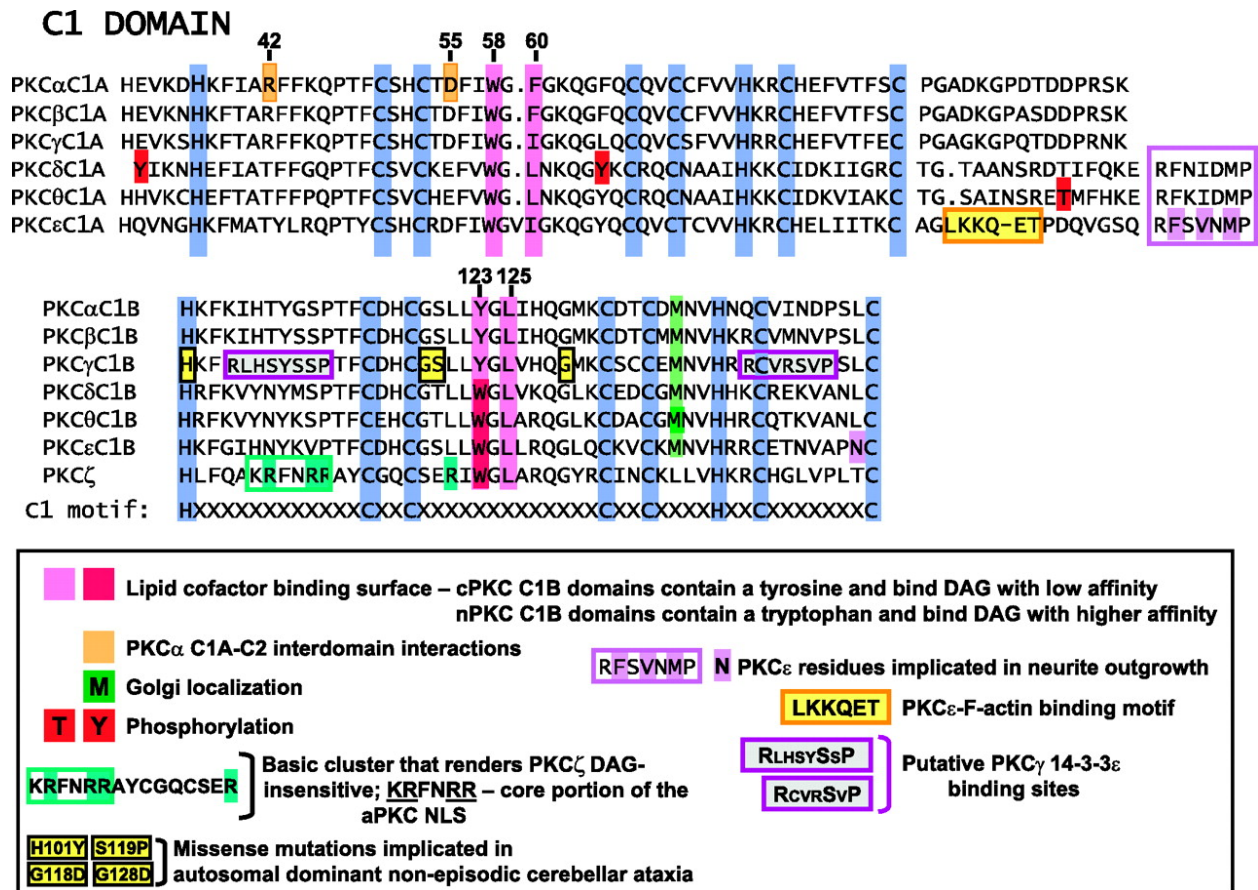 C1 DOMAIN
42 55 58 60
PKCαC1A HEVKDHKFIARFFKQPTFCSHCTDFIWG.FGKQGFQCQVCCFVVHKRCHEFVTFSC PGADKGPDTDDPRSK
PKCβC1A HEVKNHKFTARFFKQPTFCSHCTDFIWG.FGKQGFQCQVCCFVVHKRCHEFVTFSC PGADKGPASDDPRSK
PKCγC1A HEVKSHKFTARFFKQPTFCSHCTDFIWG.IGKQGLQCQVCSFVVHRRCHEFVTFEC PGAGKGPQTDDPRNK
PKCδC1A YIKNHEFIATFFGQPTFCSVCKEFVWG.LNKQGYKCRQCNAAIHKKCIDKIIGRC TG.TAANSRDTIFQKE RFNIDMP
PKCθC1A HHVKCHEFTATFFPQPTFCSVCHEFVWG.LNKQGYQCRQCNAAIHKKCIDKVIAKC TG.SAINSRETMFHKE RFKIDMP
PKCεC1A HQVNGHKFMATYLRQPTYCSHCRDFIWGVIGKQGYQCQVCTCVVHKRCHELIITKC AGLKKQ-ETPDQVGSQ RFSVNMP
123 125
PKCαC1B HKFKIHTYGSPTFCDHCGSLLYGLIHQGMKCDTCDMNVHNQCVINDPSLC
PKCβC1B HKFKIHTYSSPTFCDHCGSLLYGLIHQGMKCDTCMMNVHKRCVMNVPSLC
PKCγC1B HKFRLHSYSSPTFCDHCGSLLYGLVHQGMKCSCCEMNVHRRCVRSVPSLC
PKCδC1B HRFKVYNYMSPTFCDHCGTLLWGLVKQGLKCEDCGMNVHHKCREKVANLC
PKCθC1B HRFKVYNYKSPTFCEHCGTLLWGLARQGLKCDACGMNVHHRCQTKVANLC
PKCεC1B HKFGIHNYKVPTFCDHCGSLLWGLLRQGLQCKVCKMNVHRRCETNVAPNC
PKCζ HLFQAKRFNRRAYCGQCSERIWGLARQGYRCINCKLLVHKRCHGLVPLTC
C1 motif: HXXXXXXXXXXXXCXXCXXXXXXXXXXXXXCXXCXXXXHXXCXXXXXXXC
Lipid cofactor binding surface – cPKC C1B domains contain a tyrosine and bind DAG with low affinity
nPKC C1B domains contain a tryptophan and bind DAG with higher affinity
PKCα C1A-C2 interdomain interactions
RFSVNMP N PKCε residues implicated in neurite outgrowth
M Golgi localization
LKKQET PKCε-F-actin binding motif
T Y Phosphorylation
RLHSYSSP
RCVRSVP
Putative PKCγ 14-3-3ε
binding sites
KRFNRRAYCGQCSER
Basic cluster that renders PKCζ DAG-
insensitive; KRFNRR – core portion of the
aPKC NLS
H101Y S119P
G118D G128D
Missense mutations implicated in
autosomal dominant non-episodic cerebellar ataxia